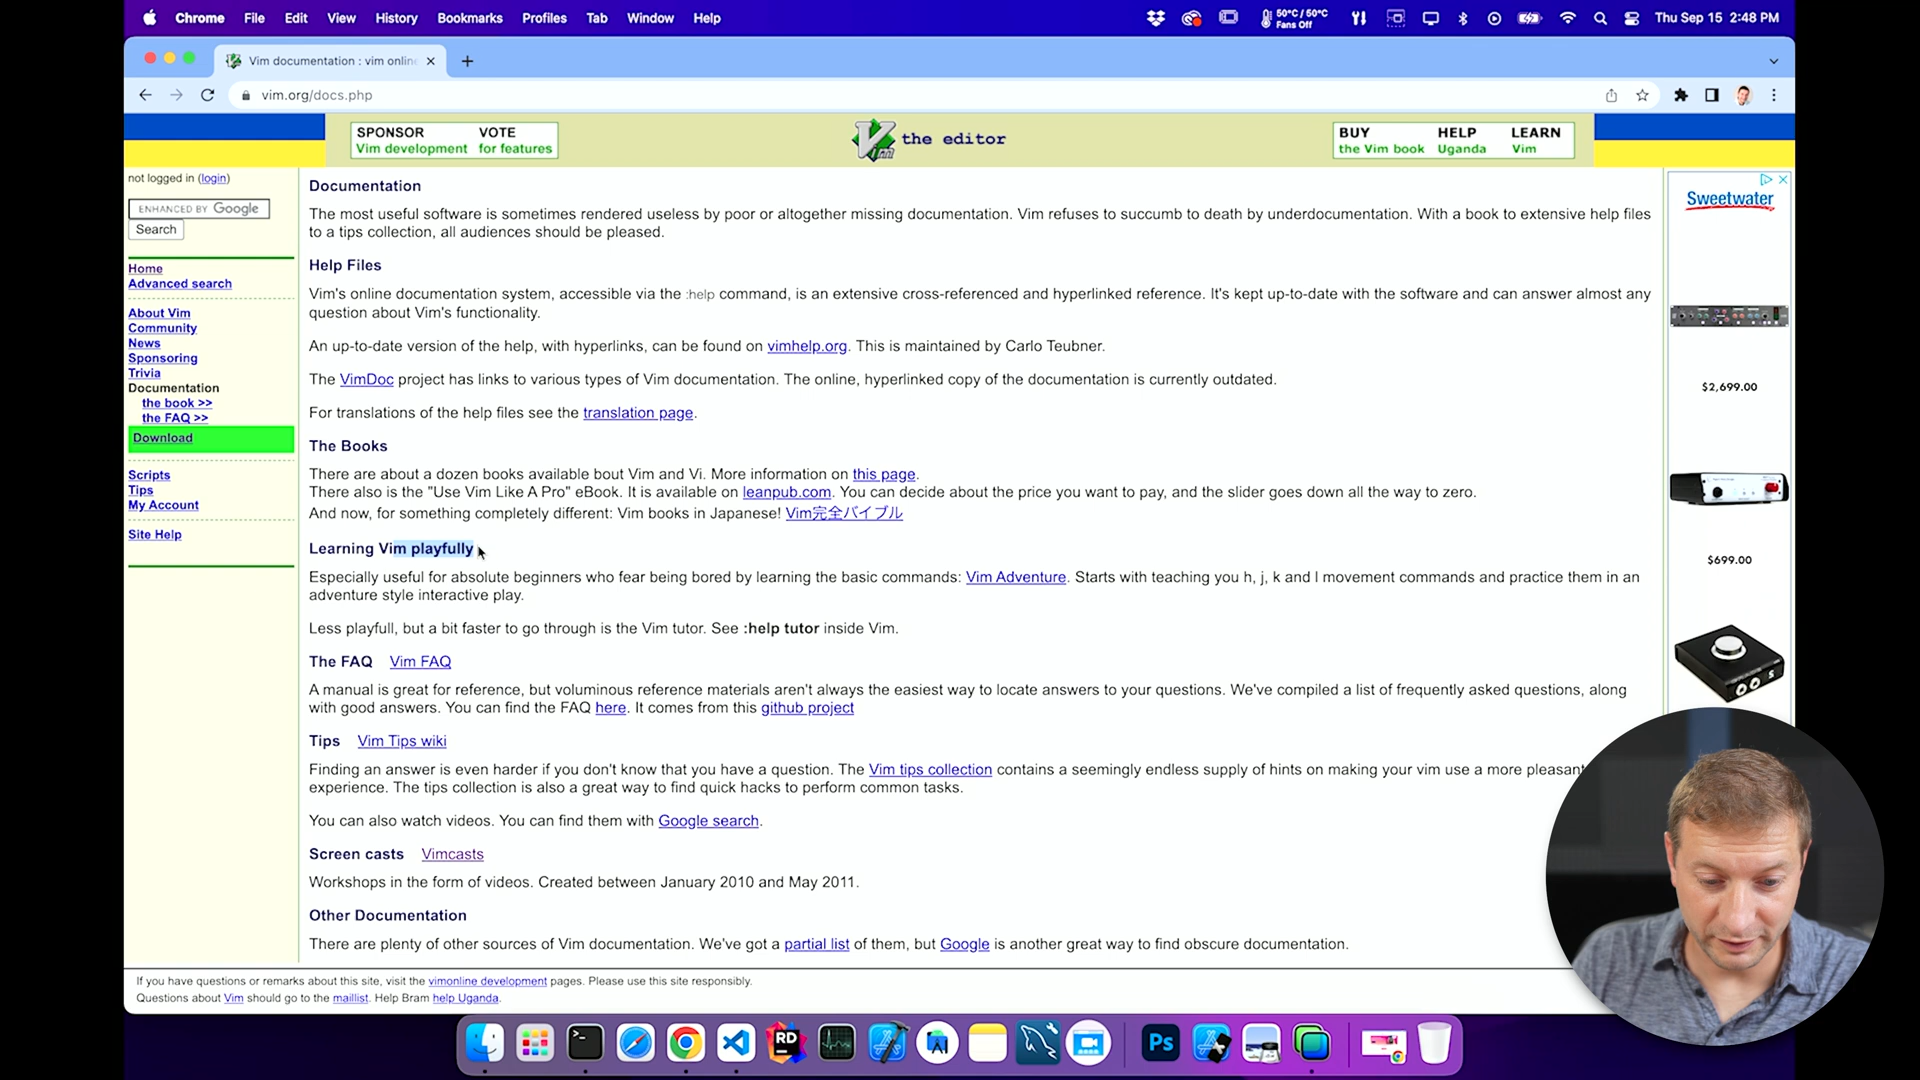 Chrome File Edit View History Bookmarks Profiles Tab Window Help
50°C / 50°C
Fans Off
Thu Sep 15 2:48 PM
Vim documentation : vim online
vim.org/docs.php
SPONSOR VOTE
Vim development for features
Vim the editor
BUY HELP LEARN
the Vim book Uganda Vim
not logged in (login)
ENHANCED BY Google
Search
Home
Advanced search
About Vim
Community
News
Sponsoring
Trivia
Documentation
the book >>
the FAQ >>
Download
Scripts
Tips
My Account
Site Help
Documentation
The most useful software is sometimes rendered useless by poor or altogether missing documentation. Vim refuses to succumb to death by underdocumentation. With a book to extensive help files
to a tips collection, all audiences should be pleased.
Help Files
Vim's online documentation system, accessible via the :help command, is an extensive cross-referenced and hyperlinked reference. It's kept up-to-date with the software and can answer almost any
question about Vim's functionality.
An up-to-date version of the help, with hyperlinks, can be found on vimhelp.org. This is maintained by Carlo Teubner.
The VimDoc project has links to various types of Vim documentation. The online, hyperlinked copy of the documentation is currently outdated.
For translations of the help files see the translation page.
The Books
There are about a dozen books available bout Vim and Vi. More information on this page.
There also is the "Use Vim Like A Pro" eBook. It is available on leanpub.com. You can decide about the price you want to pay, and the slider goes down all the way to zero.
And now, for something completely different: Vim books in Japanese! Vim完全バイブル
Learning Vim playfully
Especially useful for absolute beginners who fear being bored by learning the basic commands: Vim Adventure. Starts with teaching you h, j, k and l movement commands and practice them in an
adventure style interactive play.
Less playfull, but a bit faster to go through is the Vim tutor. See :help tutor inside Vim.
The FAQ Vim FAQ
A manual is great for reference, but voluminous reference materials aren't always the easiest way to locate answers to your questions. We've compiled a list of frequently asked questions, along
with good answers. You can find the FAQ here. It comes from this github project
Tips Vim Tips wiki
Finding an answer is even harder if you don't know that you have a question. The Vim tips collection contains a seemingly endless supply of hints on making your vim use a more pleasant
experience. The tips collection is also a great way to find quick hacks to perform common tasks.
You can also watch videos. You can find them with Google search.
Screen casts Vimcasts
Workshops in the form of videos. Created between January 2010 and May 2011.
Other Documentation
There are plenty of other sources of Vim documentation. We've got a partial list of them, but Google is another great way to find obscure documentation.
Sweetwater
$2,699.00
$699.00
If you have questions or remarks about this site, visit the vimonline development pages. Please use this site responsibly.
Questions about Vim should go to the maillist. Help Bram help Uganda.
RD
Ps